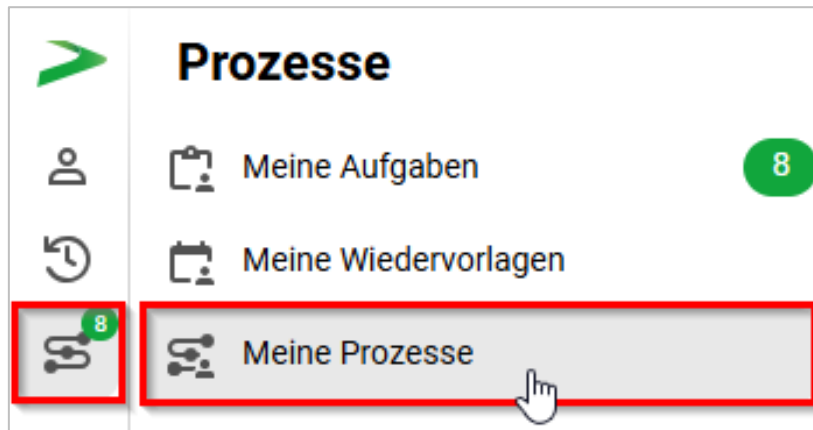 Prozesse
Meine Aufgaben 8
Meine Wiedervorlagen
8
Meine Prozesse